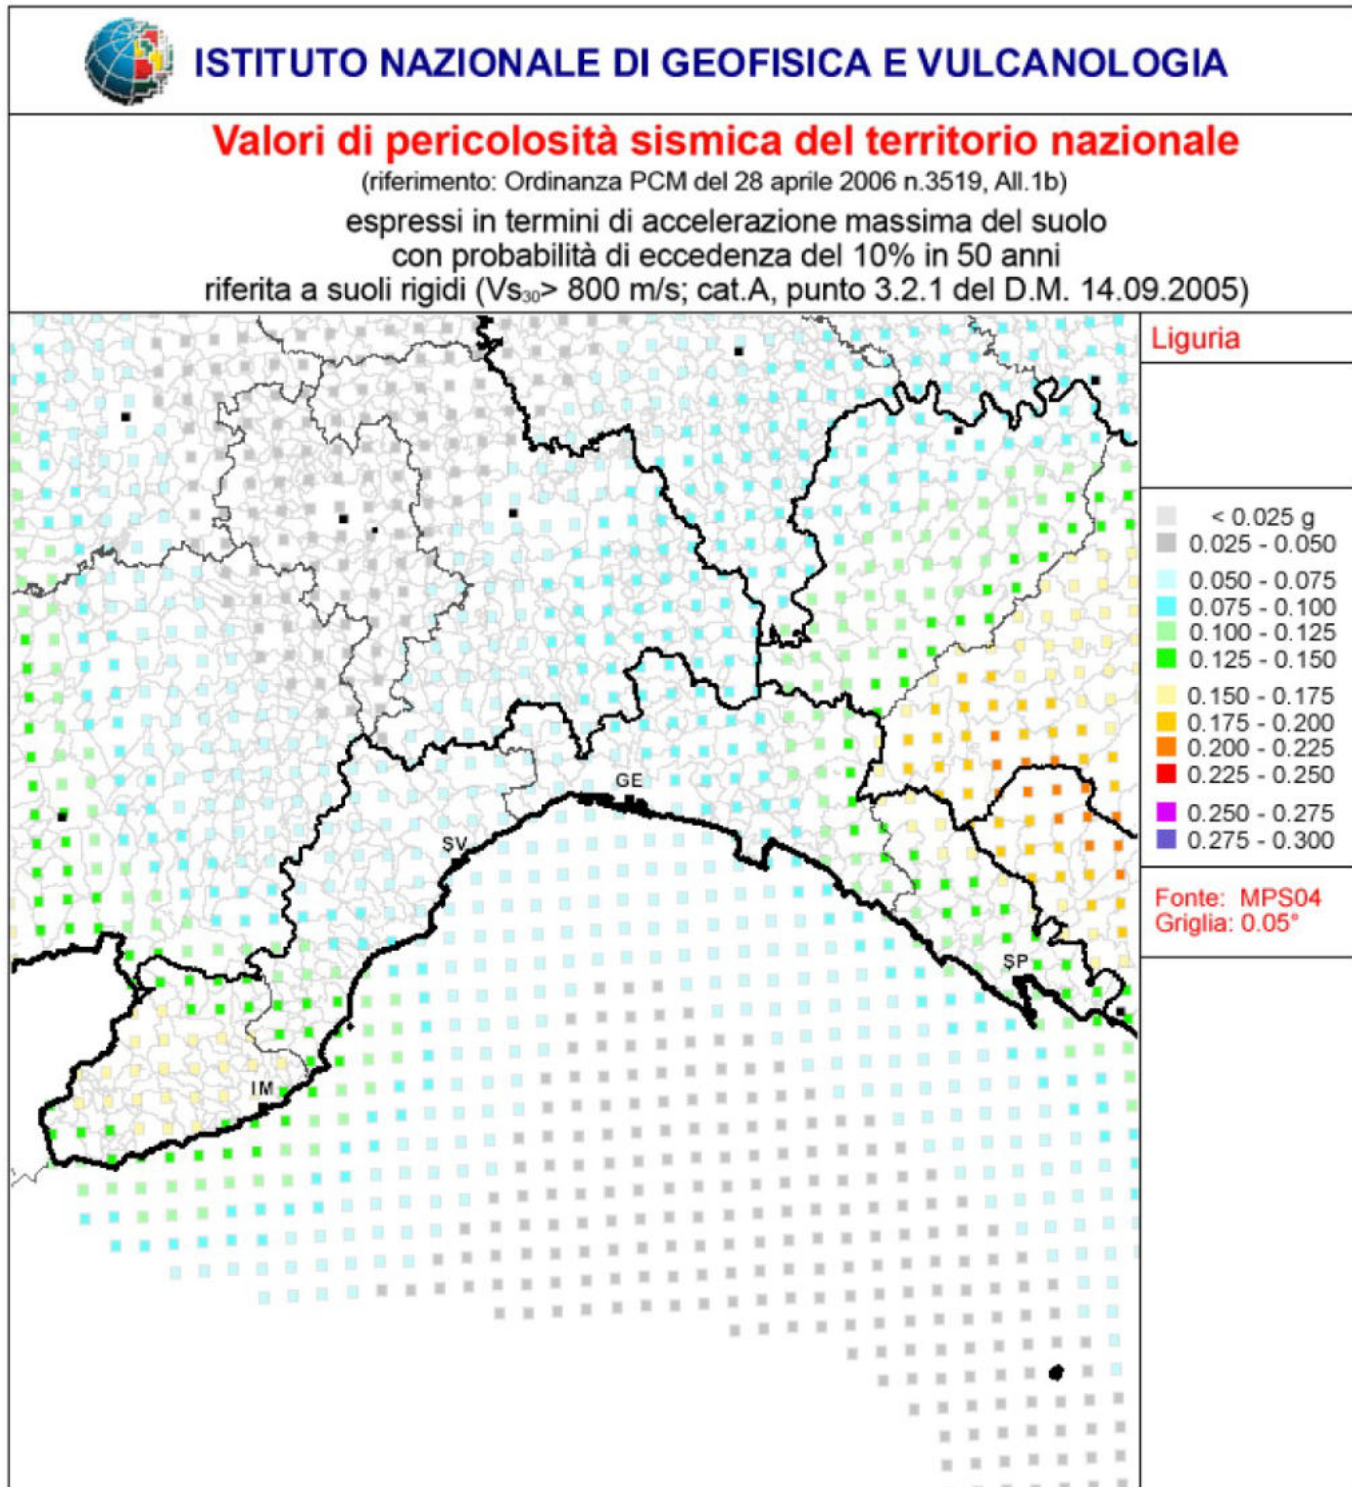 ISTITUTO NAZIONALE DI GEOFISICA E VULCANOLOGIA
Valori di pericolosità sismica del territorio nazionale
(riferimento: Ordinanza PCM del 28 aprile 2006 n.3519, All.1b)
espressi in termini di accelerazione massima del suolo
con probabilità di eccedenza del 10% in 50 anni
riferita a suoli rigidi (Vs₃₀> 800 m/s; cat.A, punto 3.2.1 del D.M. 14.09.2005)
Liguria
< 0.025 g
0.025 - 0.050
0.050 - 0.075
0.075 - 0.100
0.100 - 0.125
0.125 - 0.150
0.150 - 0.175
0.175 - 0.200
0.200 - 0.225
0.225 - 0.250
0.250 - 0.275
0.275 - 0.300
Fonte: MPS04
Griglia: 0.05°
GE
SV
SP
IM